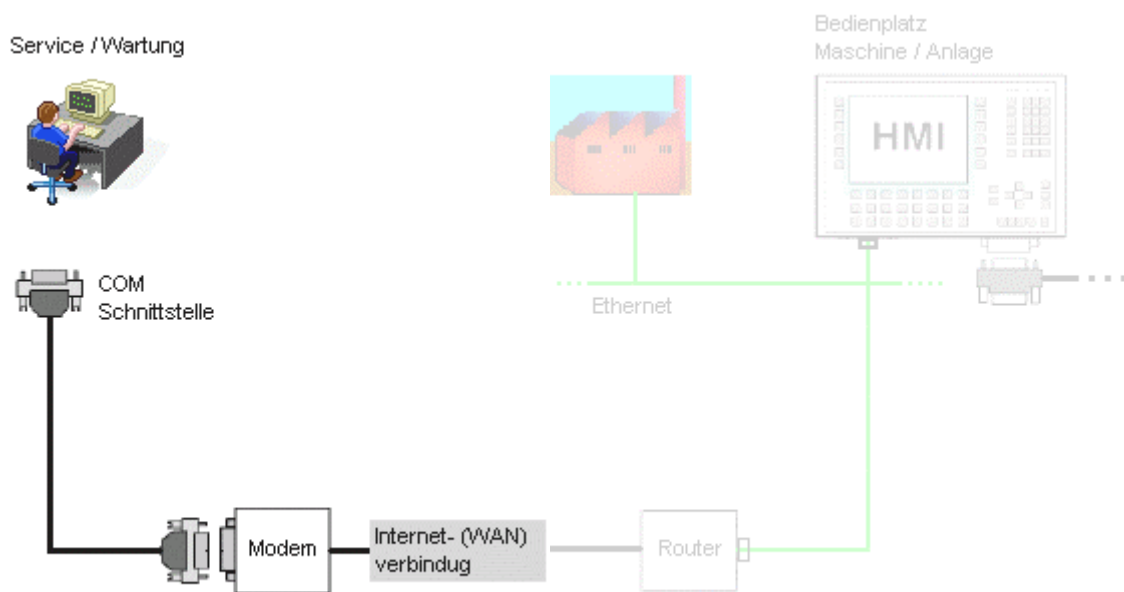 Service / Wartung
Bedienplatz
Maschine / Anlage
HMI
COM
Schnittstelle
Ethernet
Modem
Internet- (WAN)
verbindug
Router